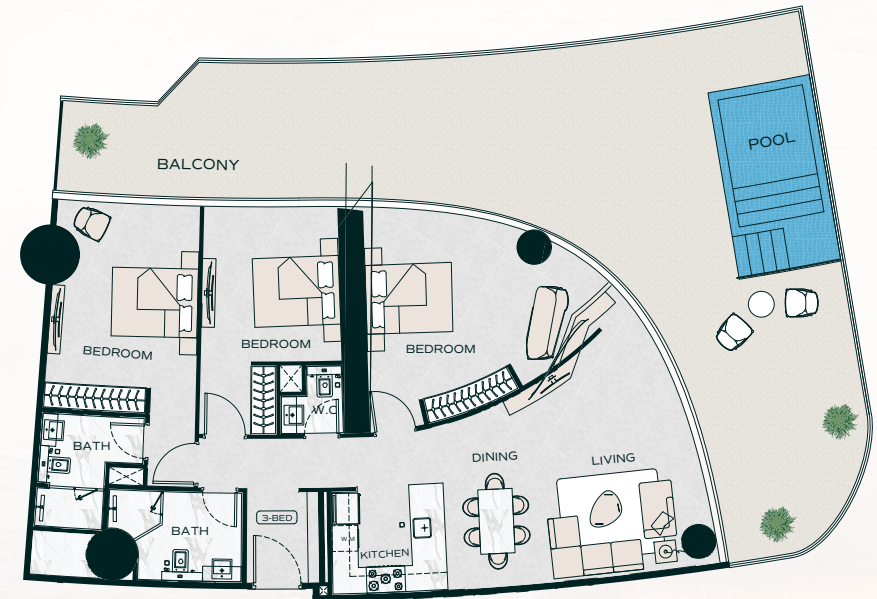 POOL
BALCONY
BEDROOM
BEDROOM
BEDROOM
W.C
BATH
DINING
LIVING
3-BED
BATH
W.M
KITCHEN